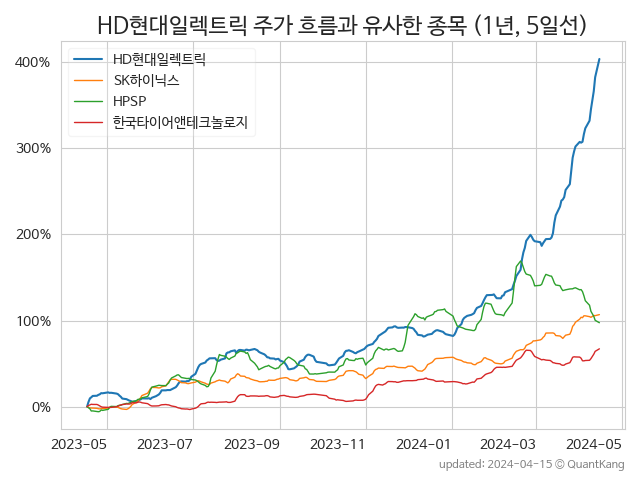 HD현대일렉트릭 주가 흐름과 유사한 종목 (1년, 5일선)
HD현대일렉트릭
SK하이닉스
HPSP
한국타이어앤테크놀로지
400%
300%
200%
100%
0%
2023-05 2023-07 2023-09 2023-11 2024-01 2024-03 2024-05
updated: 2024-04-15 © QuantKang